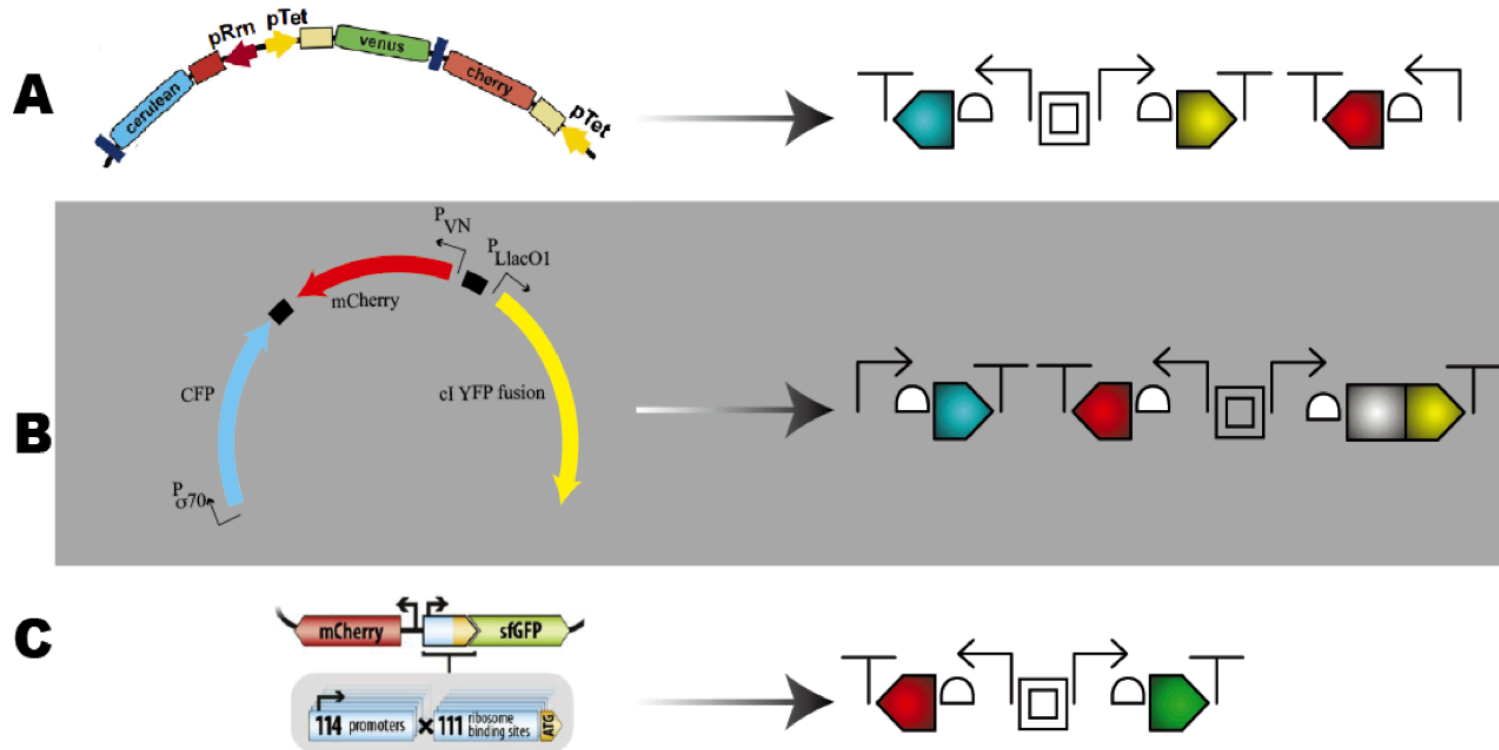 A
cerulean
pRrn
pTet
venus
cherry
pTet
B
P VN
P LlacO1
mCherry
CFP
cI YFP fusion
P σ70
C
mCherry
sfGFP
114 promoters × 111 ribosome binding sites ATG